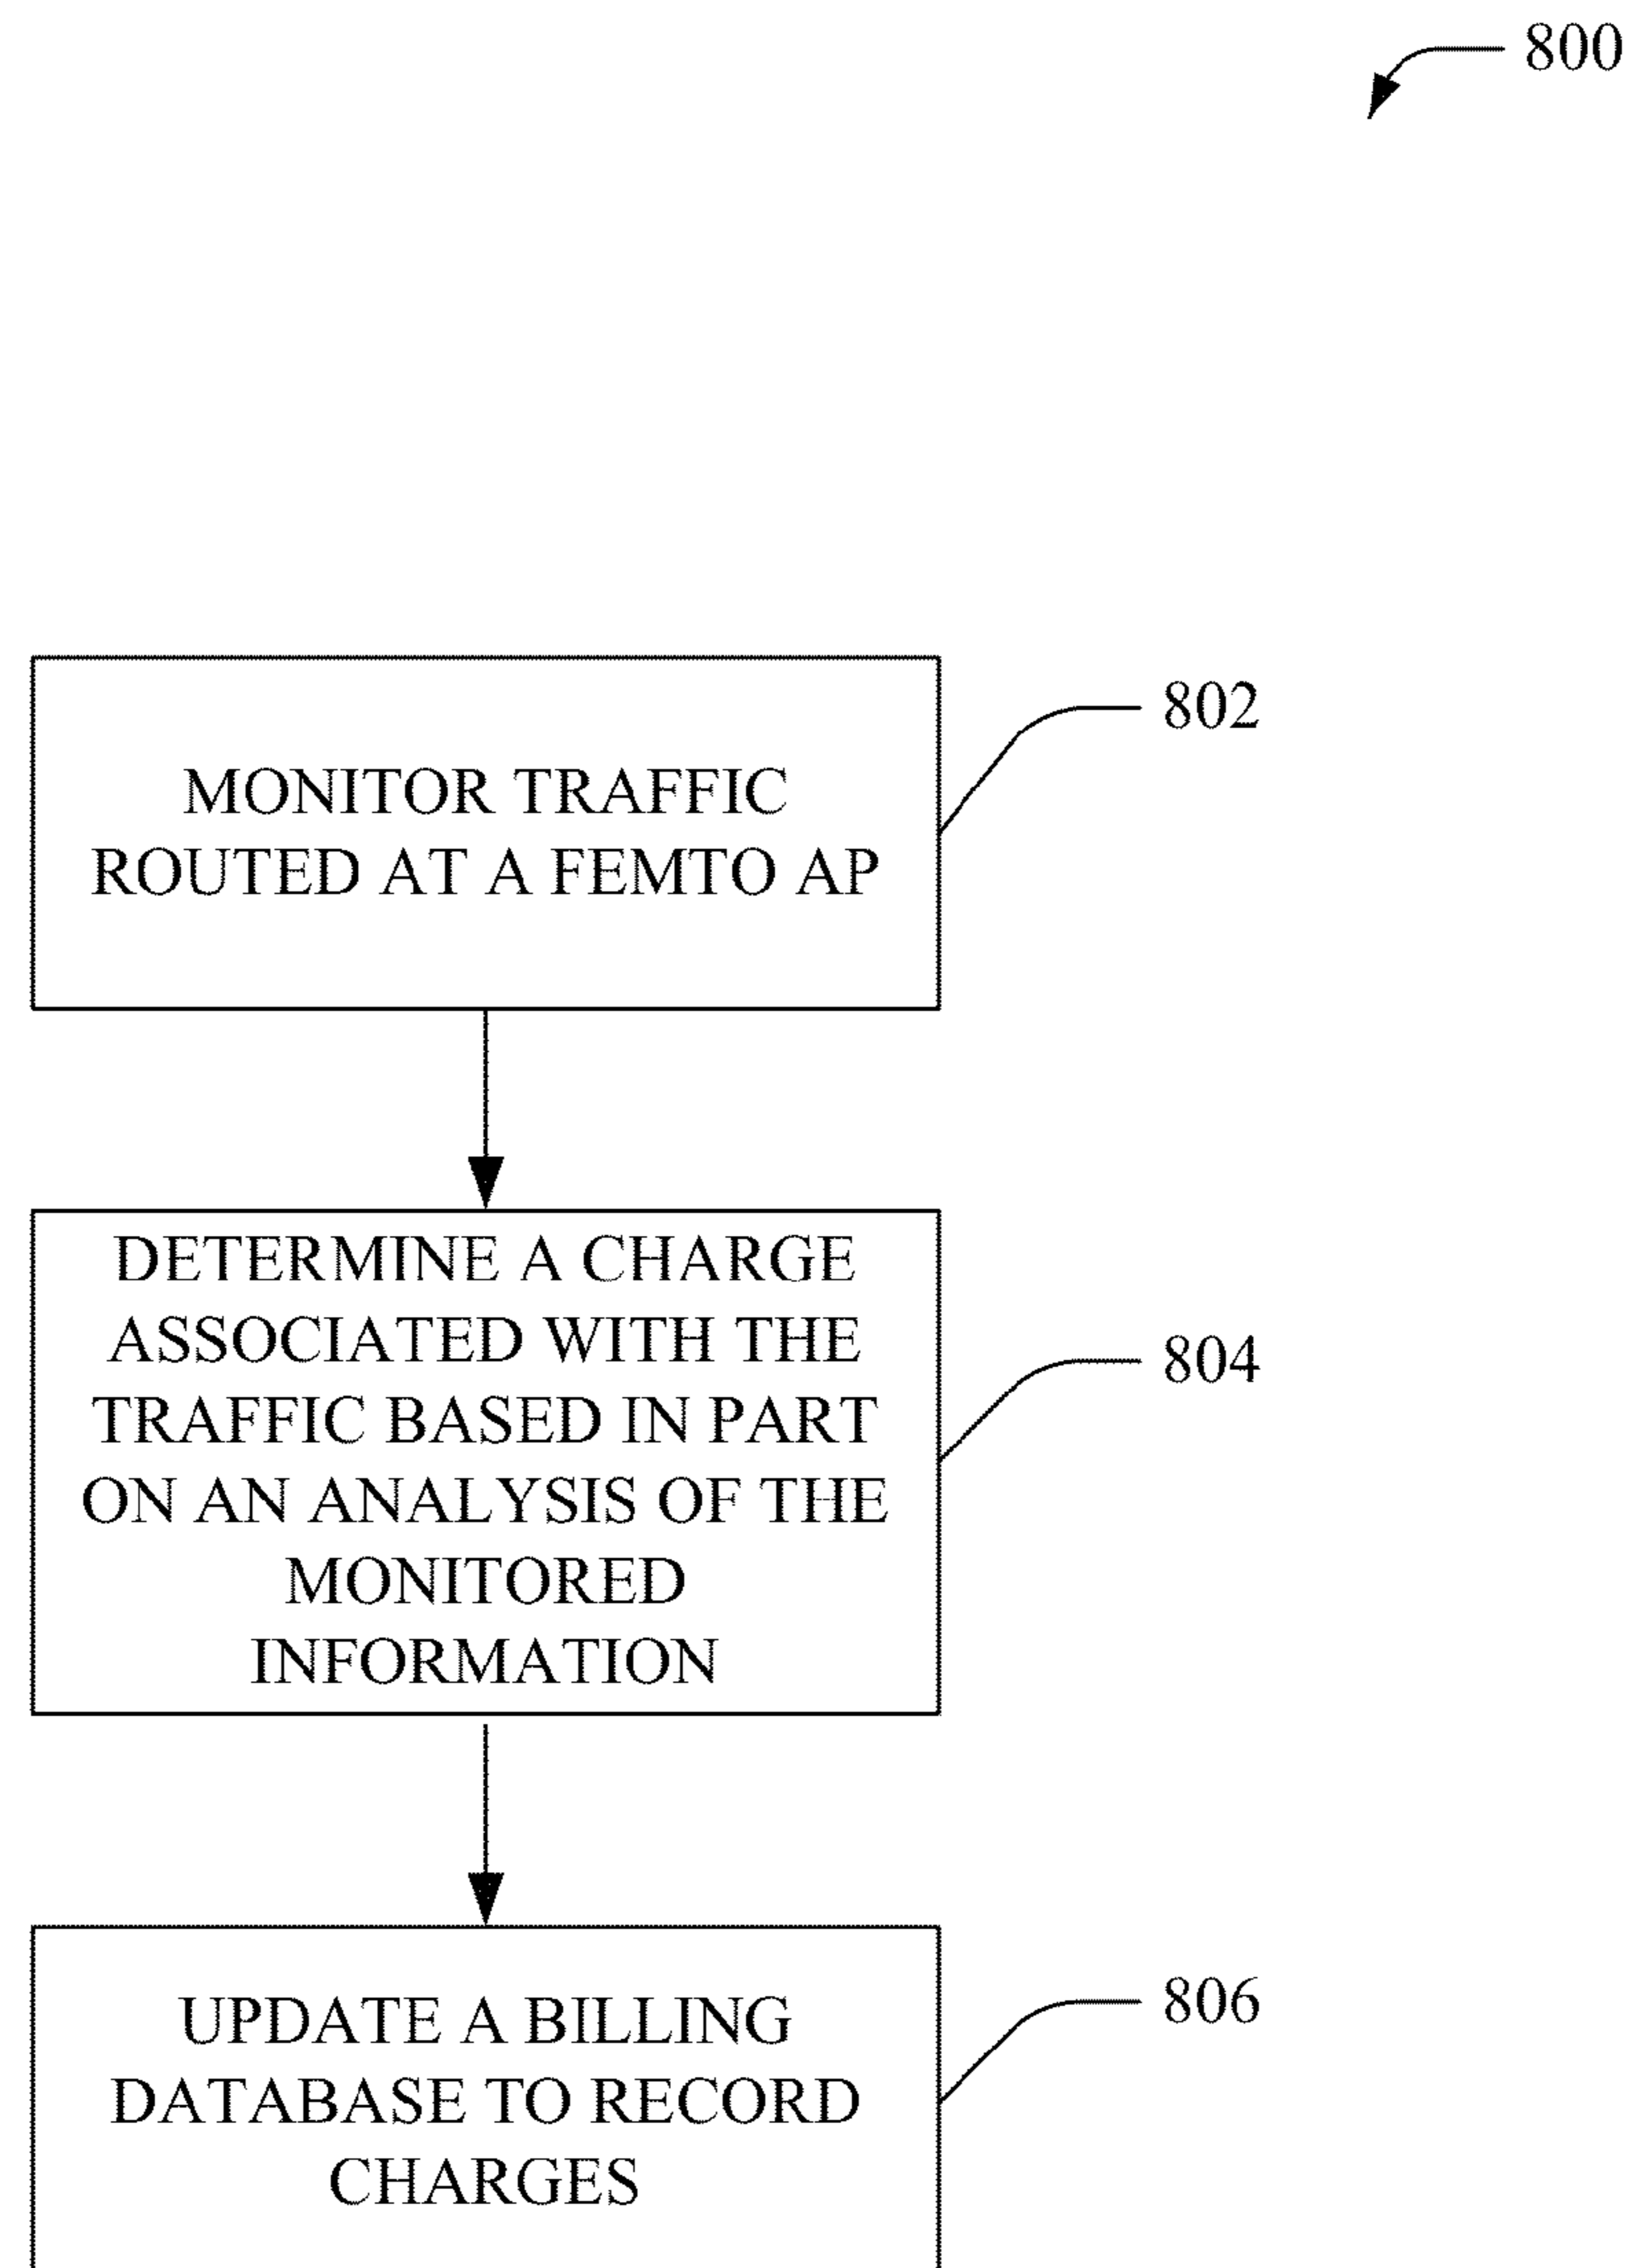 800
MONITOR TRAFFIC
ROUTED AT A FEMTO AP
802
DETERMINE A CHARGE
ASSOCIATED WITH THE
TRAFFIC BASED IN PART
ON AN ANALYSIS OF THE
MONITORED
INFORMATION
804
UPDATE A BILLING
DATABASE TO RECORD
CHARGES
806